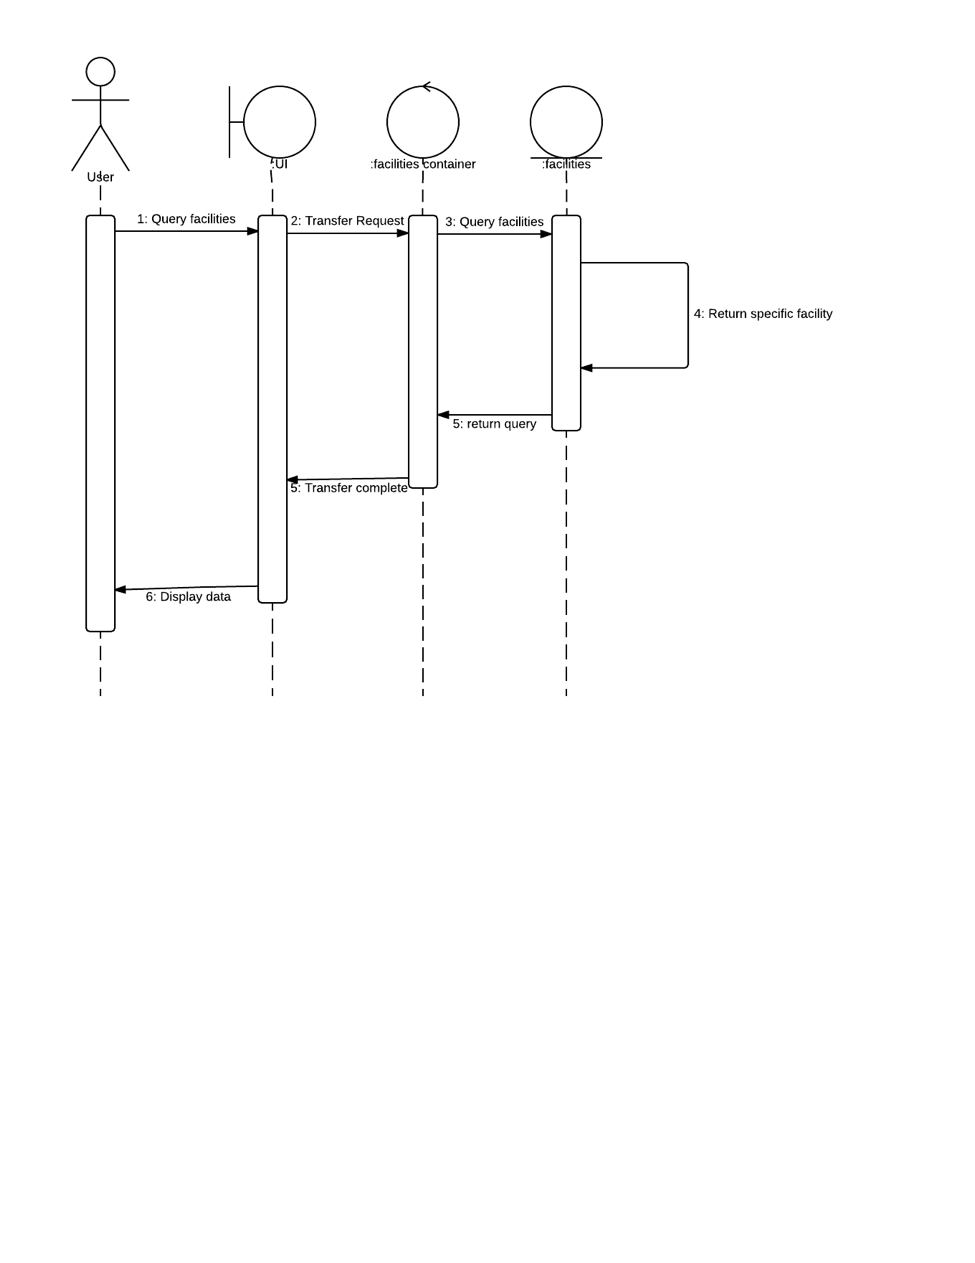 User
:UI
:facilities container
:facilities
1: Query facilities
2: Transfer Request
3: Query facilities
4: Return specific facility
5: return query
5: Transfer complete
6: Display data